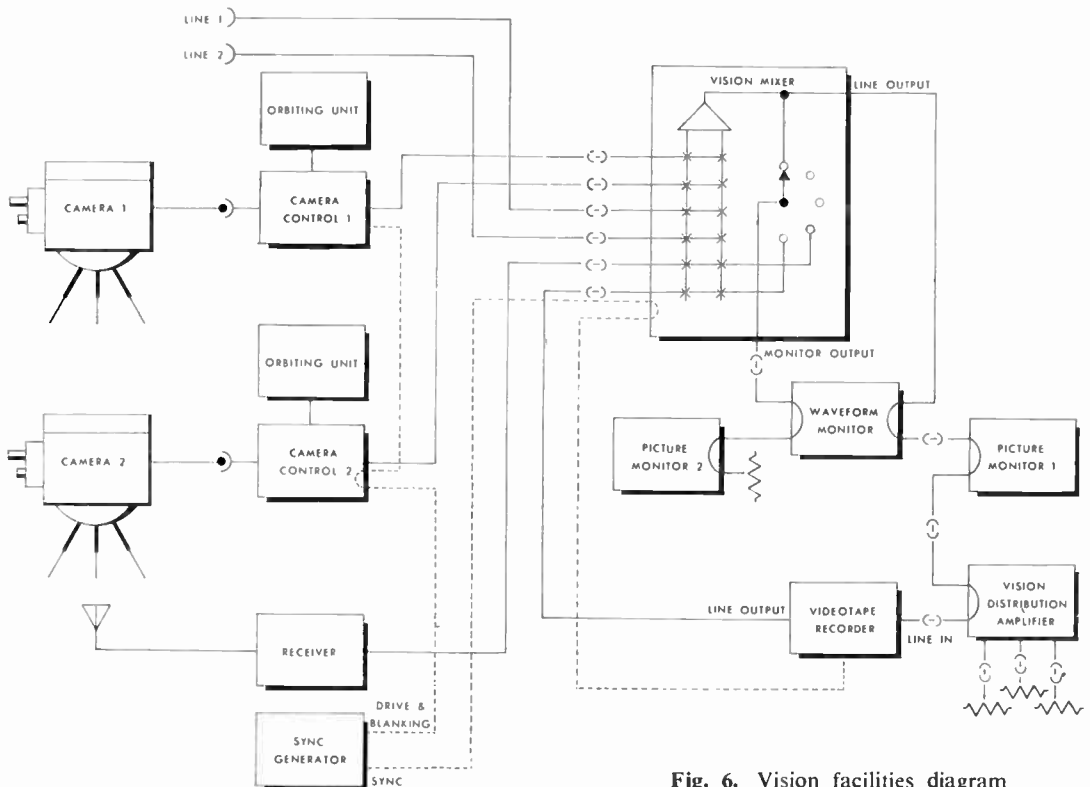 LINE 1
LINE 2
ORBITING UNIT
CAMERA 1
CAMERA
CONTROL 1
VISION MIXER
LINE OUTPUT
MONITOR OUTPUT
ORBITING UNIT
CAMERA 2
CAMERA
CONTROL 2
WAVEFORM
MONITOR
PICTURE
MONITOR 2
PICTURE
MONITOR 1
RECEIVER
LINE OUTPUT
VIDEOTAPE
RECORDER
LINE IN
VISION
DISTRIBUTION
AMPLIFIER
DRIVE &
BLANKING
SYNC
GENERATOR
SYNC
Fig. 6. Vision facilities diagram